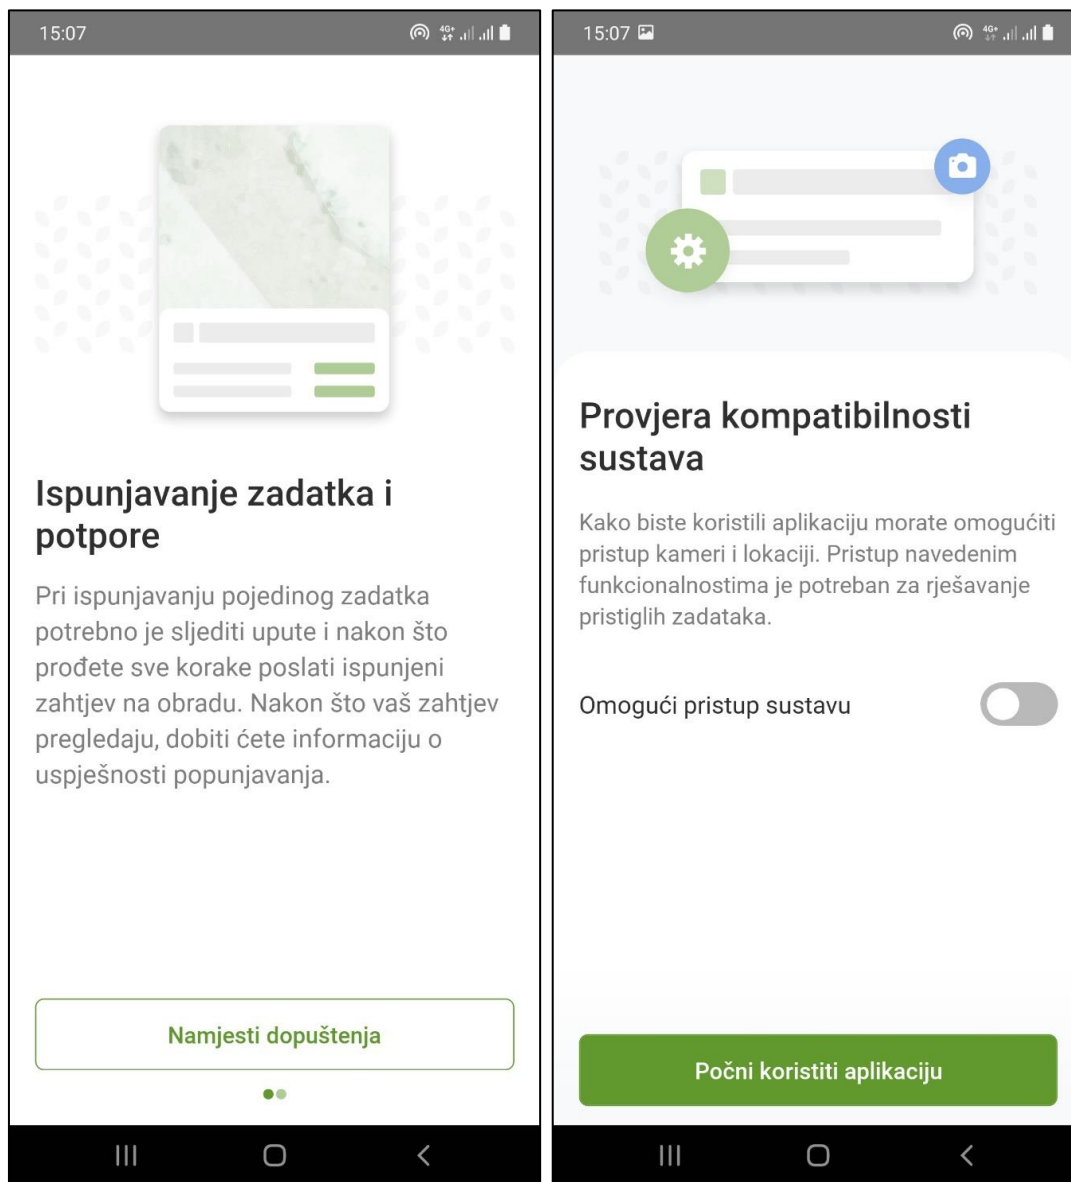 15:07
4G+
Ispunjavanje zadatka i
potpore
Pri ispunjavanju pojedinog zadatka
potrebno je sljediti upute i nakon što
prođete sve korake poslati ispunjeni
zahtjev na obradu. Nakon što vaš zahtjev
pregledaju, dobiti ćete informaciju o
uspješnosti popunjavanja.
Namjesti dopuštenja
15:07
4G+
Provjera kompatibilnosti
sustava
Kako biste koristili aplikaciju morate omogućiti
pristup kameri i lokaciji. Pristup navedenim
funkcionalnostima je potreban za rješavanje
pristiglih zadataka.
Omogući pristup sustavu
Počni koristiti aplikaciju